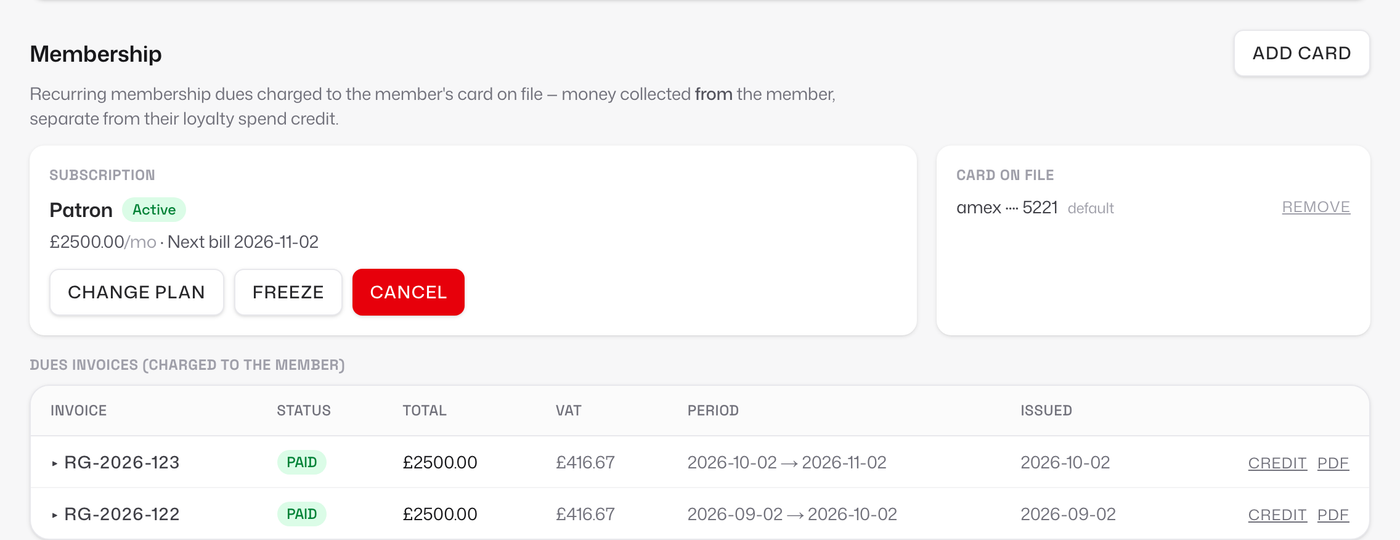 Membership
ADD CARD
Recurring membership dues charged to the member's card on file — money collected from the member,
separate from their loyalty spend credit.
SUBSCRIPTION
Patron Active
£2500.00/mo · Next bill 2026-11-02
CHANGE PLAN FREEZE CANCEL
CARD ON FILE
amex ···· 5221 default REMOVE
DUES INVOICES (CHARGED TO THE MEMBER)
INVOICE STATUS TOTAL VAT PERIOD ISSUED
▸ RG-2026-123 PAID £2500.00 £416.67 2026-10-02 → 2026-11-02 2026-10-02 CREDIT PDF
▸ RG-2026-122 PAID £2500.00 £416.67 2026-09-02 → 2026-10-02 2026-09-02 CREDIT PDF